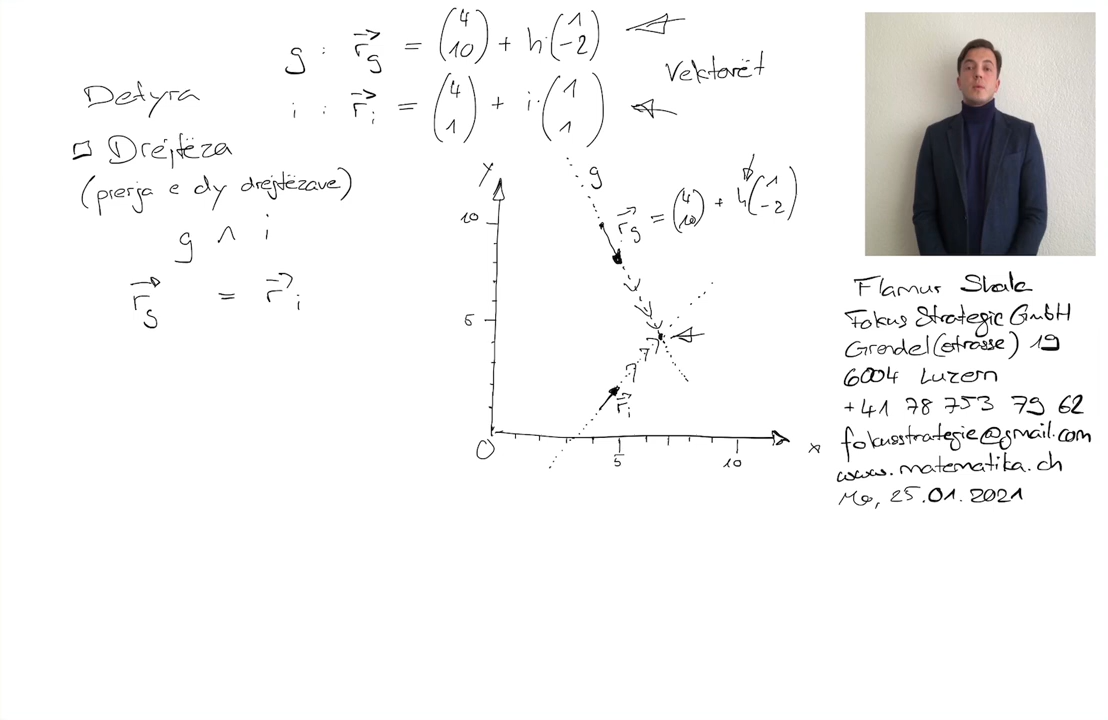 g : r⃗g = (4 10) + h·(1 -2)
Vektorët
i : r⃗i = (4 1) + i·(1 1)
Detyra
Drejtëza
(prerja e dy drejtëzave)
g ∧ i
r⃗g = r⃗i
y
g
r⃗g = (4 10) + h(1 -2)
10
5
r⃗i
0
5
10
x
Flamur
Fokus Strategie GmbH
Grendel(strasse) 19
6004 Luzern
+41 78 753 79 62
fokusstrategie@gmail.com
www.matematika.ch
Mo, 25.01.2021